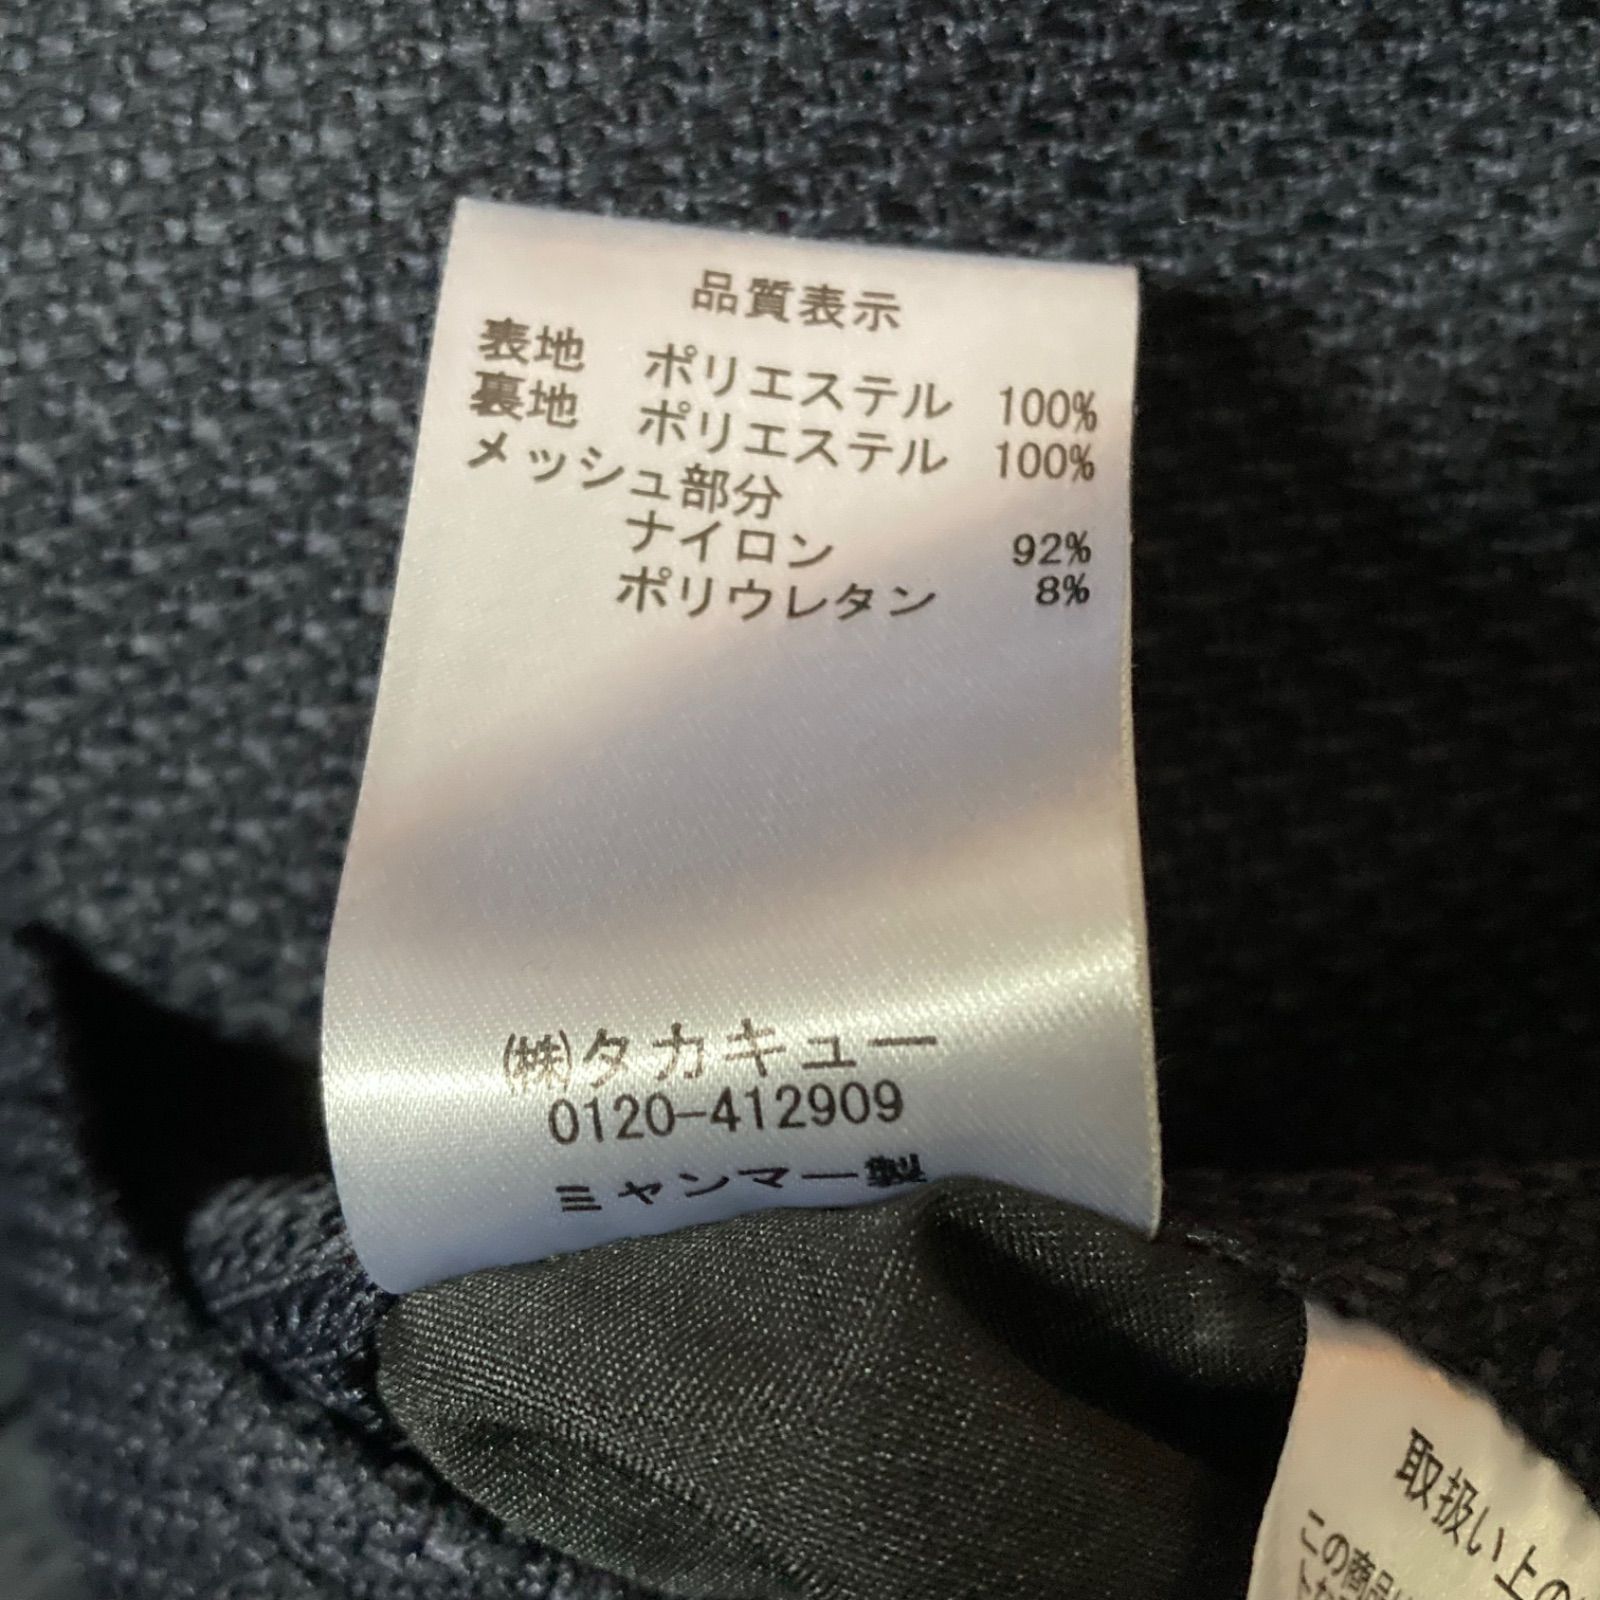 品質表示
表地 ポリエステル 100%
裏地 ポリエステル 100%
メッシュ部分
ナイロン 92%
ポリウレタン 8%
㈱タカキュー
0120-412909
ミャンマー製
取扱い上の
この商品は